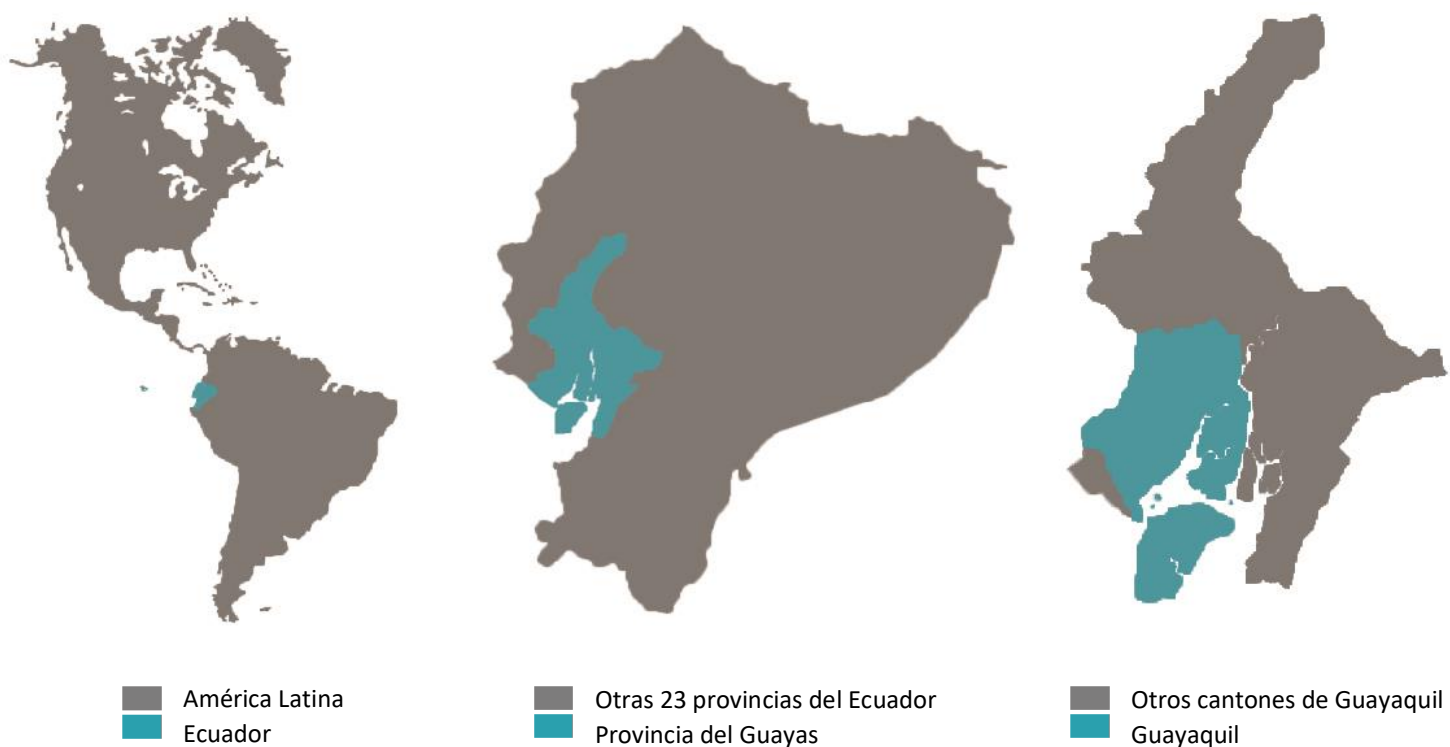 América Latina
Ecuador
Otras 23 provincias del Ecuador
Provincia del Guayas
Otros cantones de Guayaquil
Guayaquil